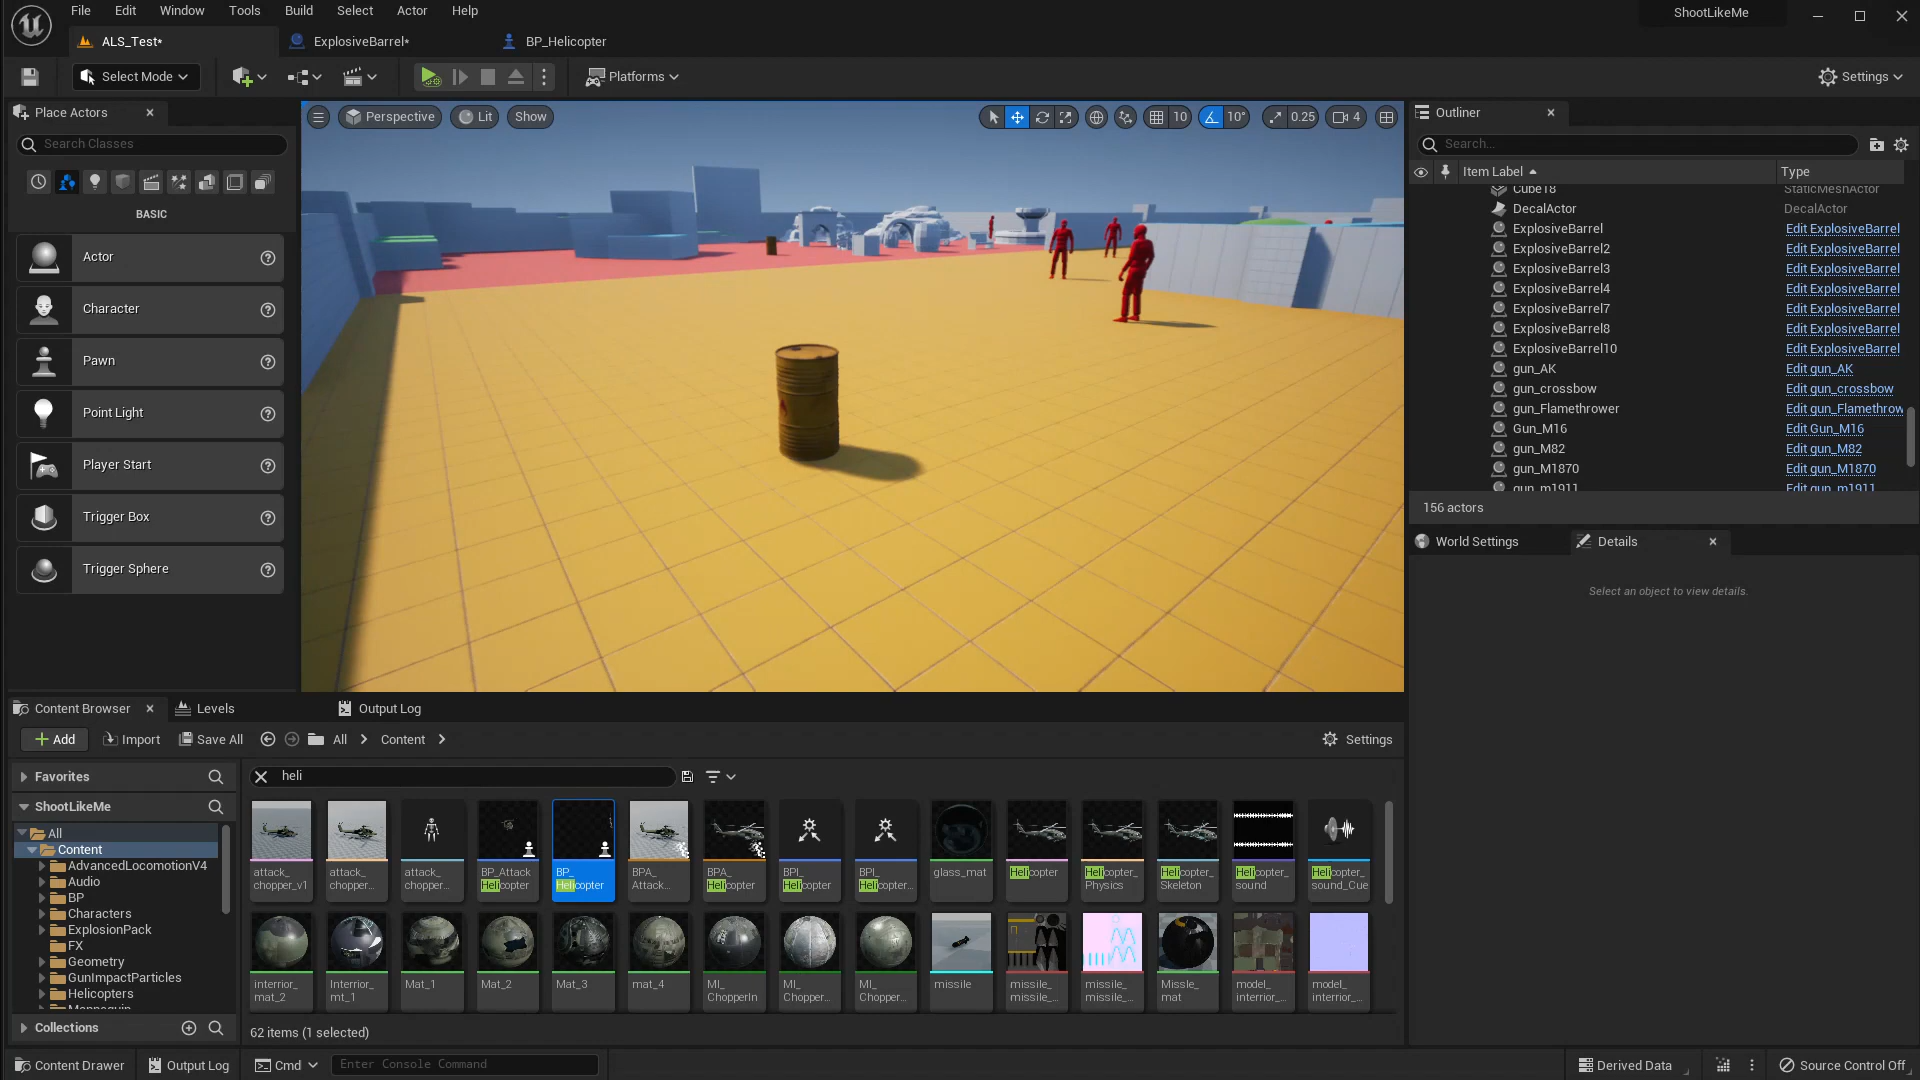 File Edit Window Tools Build Select Actor Help
ShootLikeMe
ALS_Test*
ExplosiveBarrel*
BP_Helicopter
Select Mode
Platforms
Settings
Place Actors
Search Classes
BASIC
Actor
Character
Pawn
Point Light
Player Start
Trigger Box
Trigger Sphere
Perspective
Lit
Show
10
10°
0.25
4
Outliner
Search...
Item Label
Type
Cube18 StaticMeshActor
DecalActor DecalActor
ExplosiveBarrel Edit ExplosiveBarrel
ExplosiveBarrel2 Edit ExplosiveBarrel
ExplosiveBarrel3 Edit ExplosiveBarrel
ExplosiveBarrel4 Edit ExplosiveBarrel
ExplosiveBarrel7 Edit ExplosiveBarrel
ExplosiveBarrel8 Edit ExplosiveBarrel
ExplosiveBarrel10 Edit ExplosiveBarrel
gun_AK Edit gun_AK
gun_crossbow Edit gun_crossbow
gun_Flamethrower Edit gun_Flamethrow
Gun_M16 Edit Gun_M16
gun_M82 Edit gun_M82
gun_M1870 Edit gun_M1870
gun_m1911 Edit gun_m1911
156 actors
World Settings
Details
Select an object to view details.
Content Browser
Levels
Output Log
Add
Import
Save All
All
Content
Settings
Favorites
ShootLikeMe
All
Content
AdvancedLocomotionV4
Audio
BP
Characters
ExplosionPack
FX
Geometry
GunImpactParticles
Helicopters
Mannequin
Collections
heli
attack_
chopper_v1
attack_
chopper...
attack_
chopper...
BP_Attack
Helicopter
BP_
Helicopter
BPA_
Attack...
BPA_
Helicopter
BPI_
Helicopter
BPI_
Helicopter...
glass_mat
Helicopter
Helicopter_
Physics
Helicopter_
Skeleton
Helicopter_
sound
Helicopter_
sound_Cue
interrior_
mat_2
Interrior_
mt_1
Mat_1
Mat_2
Mat_3
mat_4
MI_
ChopperIn
MI_
Chopper...
MI_
Chopper...
missile
missile_
missile_...
missile_
missile_...
Missle_
mat
model_
interrior_...
model_
interrior_...
62 items (1 selected)
Content Drawer
Output Log
Cmd
Enter Console Command
Derived Data
Source Control Off